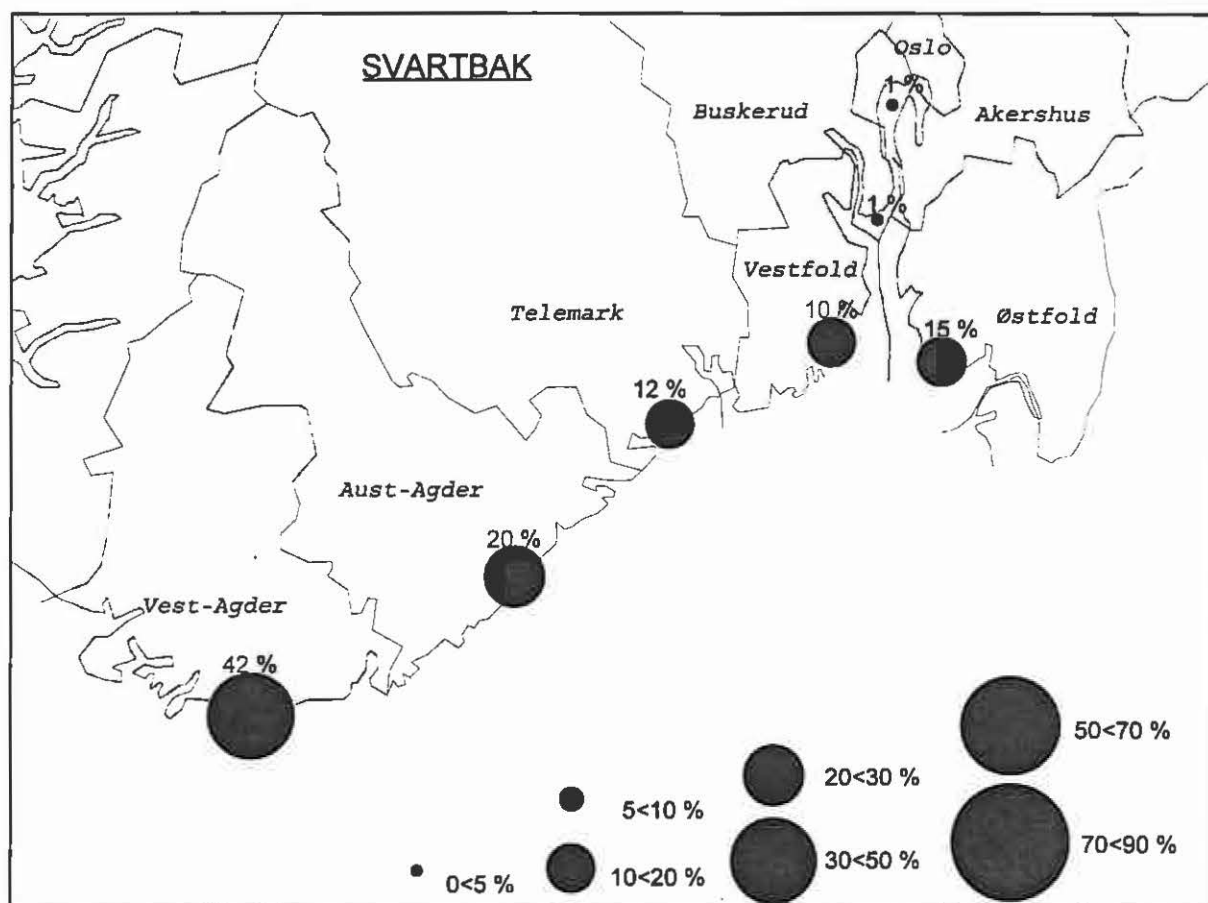 SVARTBAK
Oslo
1 %
Buskerud
Akershus
1 %
Vestfold
10 %
Telemark
15 %
Østfold
12 %
Aust-Agder
20 %
Vest-Agder
42 %
50<70 %
20<30 %
5<10 %
70<90 %
30<50 %
10<20 %
0<5 %